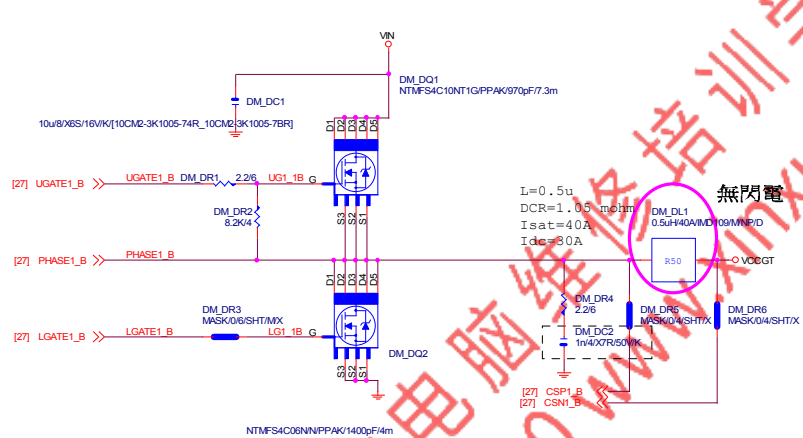 VIN
DM_DQ1
NTMFS4C10NT1G/PPAK/970pF/7.3m
DM_DC1
10u/8/X6S/16V/K/[10CM2-3K1005-74R_10CM2-3K1005-7BR]
D1
D2
D3
D4
D5
[27] UGATE1_B
UGATE1_B
DM_DR1
2.2/6
UG1_1B
G
S3
S2
S1
DM_DR2
8.2K/4
L=0.5u
DCR=1.05 mohm
Isat=40A
Idc=30A
無閃電
DM_DL1
0.5uH/40A/IMD109/M/NP/D
R50
VCCGT
[27] PHASE1_B
PHASE1_B
D1
D2
D3
D4
D5
DM_DR3
MASK/0/6/SHT/M/X
[27] LGATE1_B
LGATE1_B
LG1_1B
G
S3
S2
S1
DM_DQ2
NTMFS4C06N/N/PPAK/1400pF/4m
DM_DR4
2.2/6
DM_DC2
1n/4/X7R/50V/K
DM_DR5
MASK/0/4/SHT/X
DM_DR6
MASK/0/4/SHT/X
[27] CSP1_B
[27] CSN1_B
电脑维修培训
www.xinx